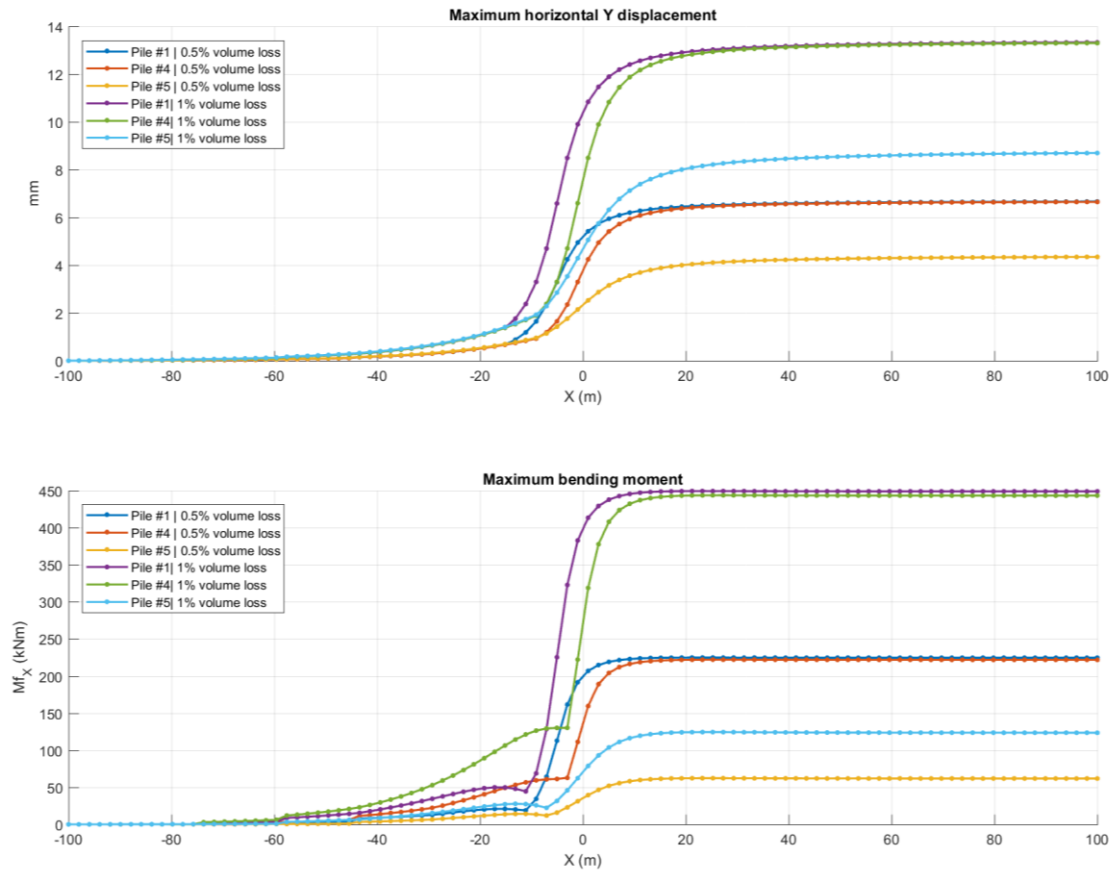 Maximum horizontal Y displacement
14
12
10
8
6
4
2
0
mm
Pile #1 | 0.5% volume loss
Pile #4 | 0.5% volume loss
Pile #5 | 0.5% volume loss
Pile #1| 1% volume loss
Pile #4| 1% volume loss
Pile #5| 1% volume loss
-100 -80 -60 -40 -20 0 20 40 60 80 100
X (m)
Maximum bending moment
450
400
350
300
250
200
150
100
50
0
Mf_X (kNm)
Pile #1 | 0.5% volume loss
Pile #4 | 0.5% volume loss
Pile #5 | 0.5% volume loss
Pile #1| 1% volume loss
Pile #4| 1% volume loss
Pile #5| 1% volume loss
-100 -80 -60 -40 -20 0 20 40 60 80 100
X (m)